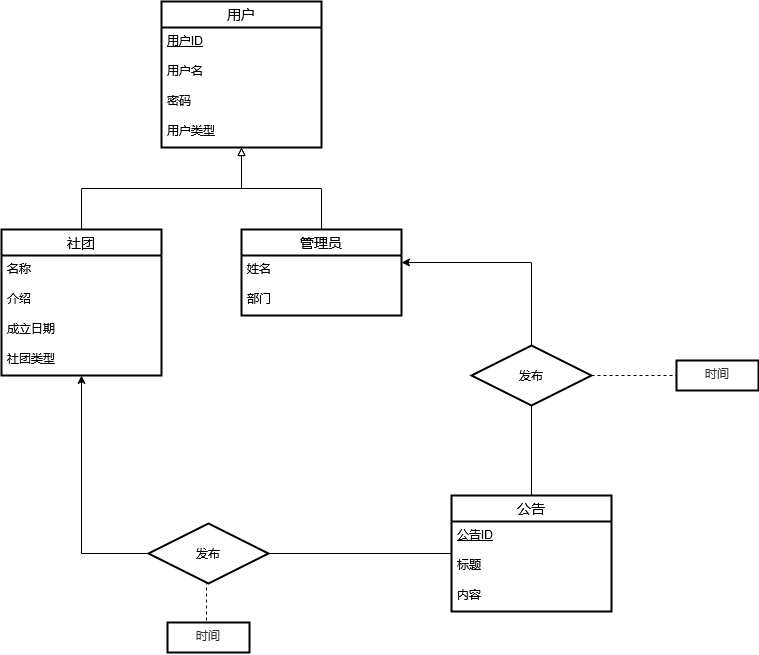 用户
用户ID
用户名
密码
用户类型
社团
名称
介绍
成立日期
社团类型
管理员
姓名
部门
发布
时间
公告
公告ID
标题
内容
发布
时间